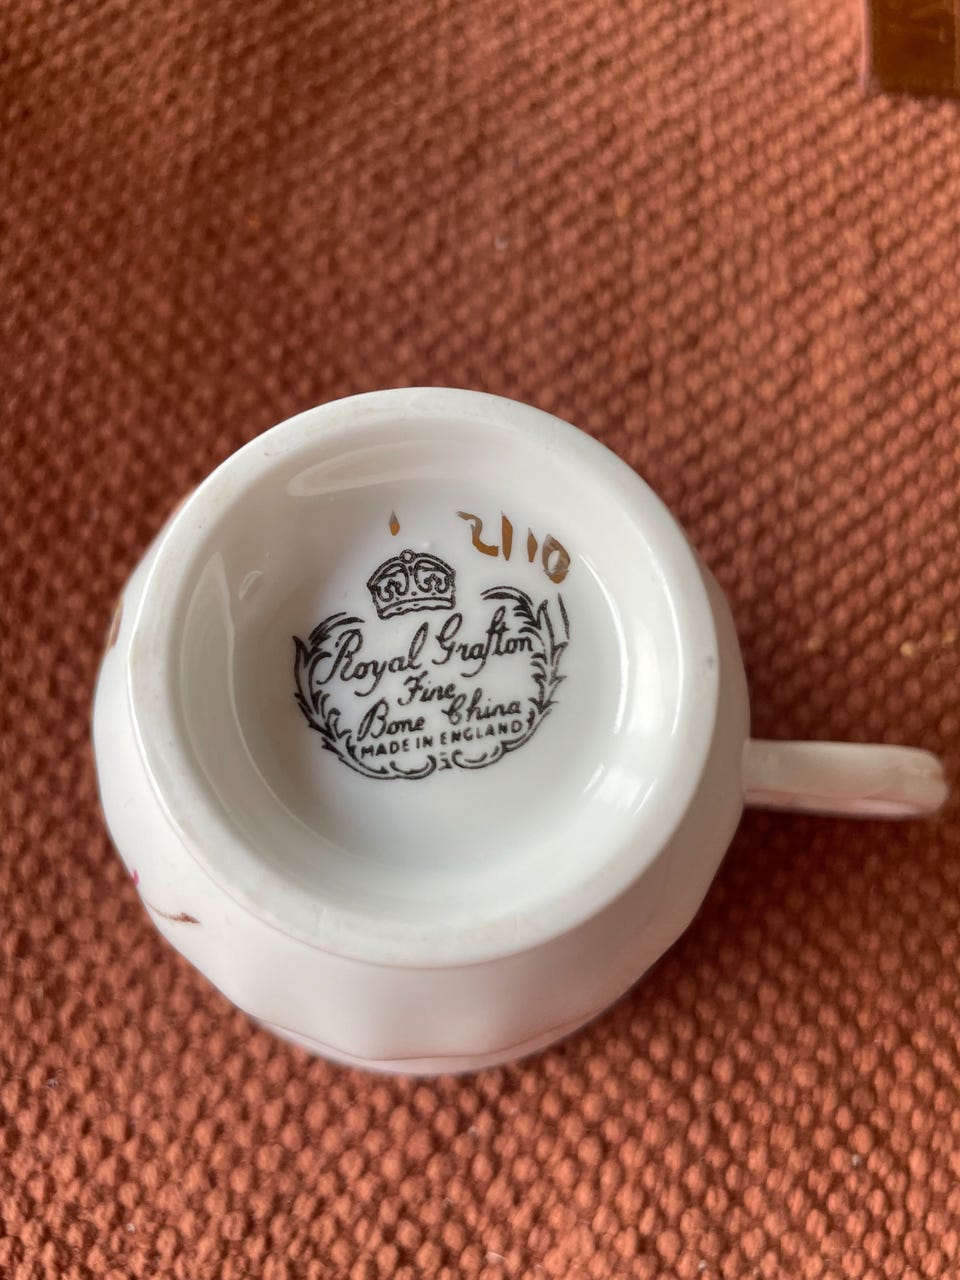 2110
Royal Grafton
Fine
Bone China
MADE IN ENGLAND